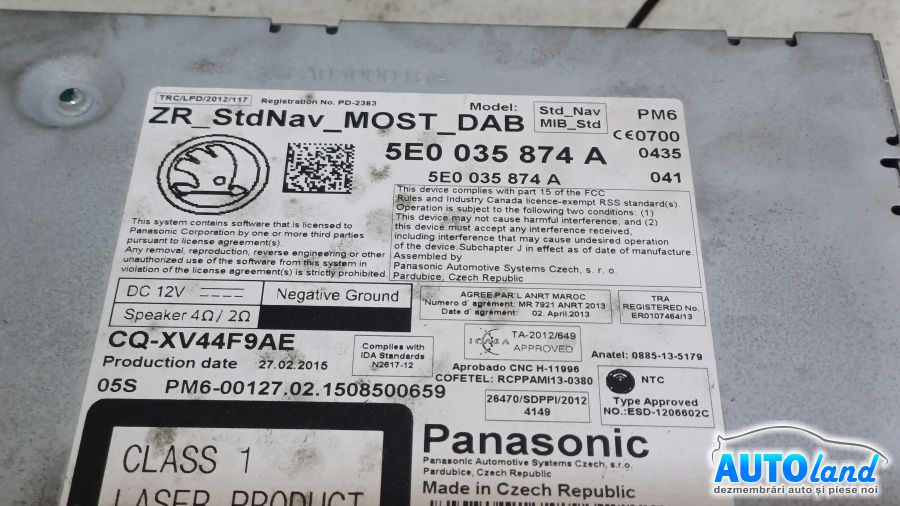 TRC/LPD/2012/117
Registration No. PD-2383
ZR_StdNav_MOST_DAB
Model:
Std_Nav
MIB_Std
PM6
CE0700
5E0 035 874 A
0435
5E0 035 874 A
041
This device complies with part 15 of the FCC
Rules and Industry Canada licence-exempt RSS standard(s).
Operation is subject to the following two conditions: (1)
This device may not cause harmful interference, and (2)
this device must accept any interference received,
including interference that may cause undesired operation
of the device.Subchapter J in effect as of date of manufacture.
Assembled by
Panasonic Automotive Systems Czech, s. r. o.
Pardubice, Czech Republic
This system contains software that is licensed to
Panasonic Corporation by one or more third parties
pursuant to license agreement(s).
Any removal, reproduction, reverse engineering or other
unauthorized use of the software from this system in
violation of the license agreement(s) is strictly prohibited.
DC 12V
Negative Ground
Speaker 4Ω / 2Ω
AGREE PAR'L ANRT MAROC
Numero d'agrément: MR 7921 ANRT 2013
Date d'agrément: 02.April.2013
TRA
REGISTERED No.
ER0107464/13
CQ-XV44F9AE
Production date 27.02.2015
Complies with
IDA Standards
N2617-12
ICASA
TA-2012/649
APPROVED
Anatel: 0885-13-5179
05S PM6-00127.02.1508500659
Aprobado CNC H-11996
COFETEL: RCPPAMI13-0380
26470/SDPPI/2012
4149
NTC
Type Approved
NO.:ESD-1206602C
CLASS 1
LASER PRODUCT
Panasonic
Panasonic Automotive Systems Czech, s.r.o.
Pardubice, Czech Republic
Made in Czech Republic
AUTOland
dezmembrări auto și piese noi